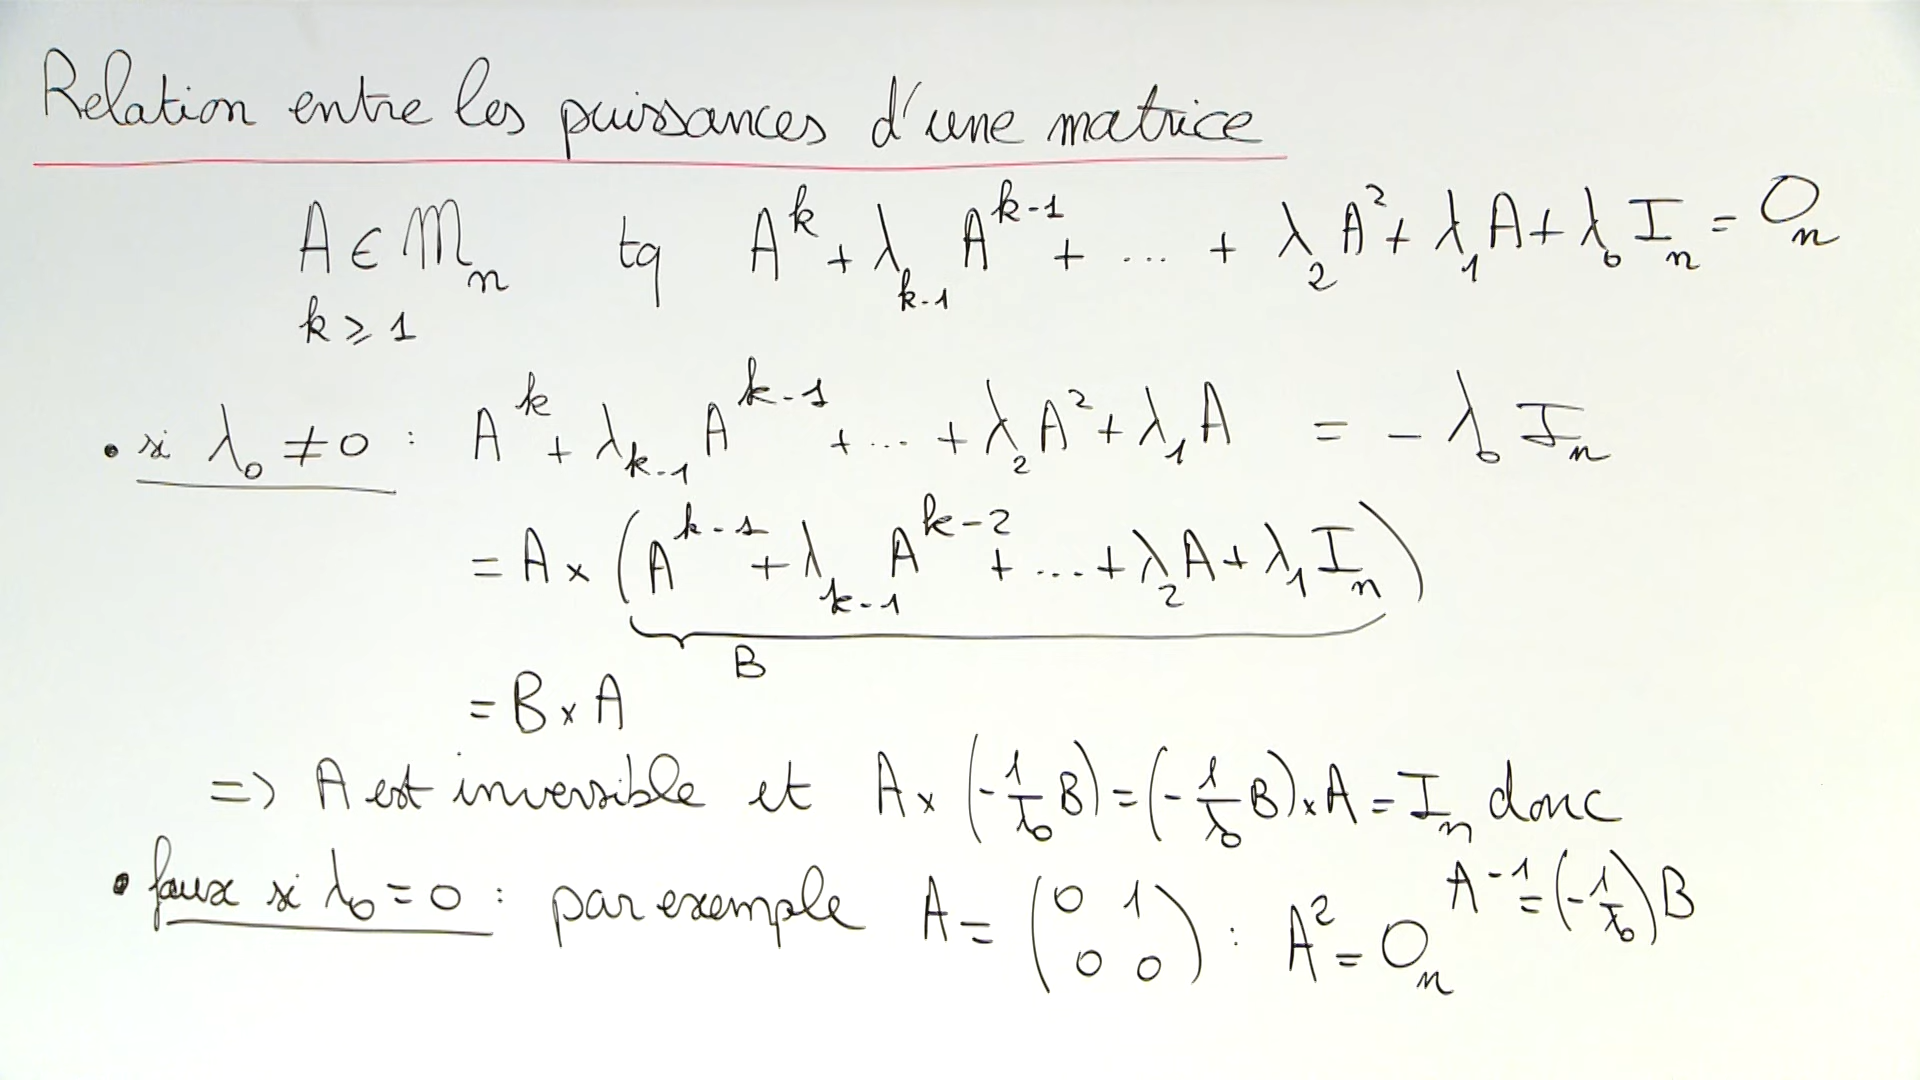 Relation entre les puissances d'une matrice
A ∈ M_n tq A^k + λ_{k-1} A^{k-1} + ... + λ_2 A^2 + λ_1 A + λ_0 I_n = O_n
k ⩾ 1
• si λ_0 ≠ 0 : A^k + λ_{k-1} A^{k-1} + ... + λ_2 A^2 + λ_1 A = - λ_0 I_n
= A × (A^{k-1} + λ_{k-1} A^{k-2} + ... + λ_2 A + λ_1 I_n)
B
= B × A
=> A est inversible et A × (-1/λ_0 B) = (-1/λ_0 B) × A = I_n donc
A^{-1} = (-1/λ_0) B
• faux si λ_0 = 0 : par exemple A = (0 1
0 0) : A^2 = O_n